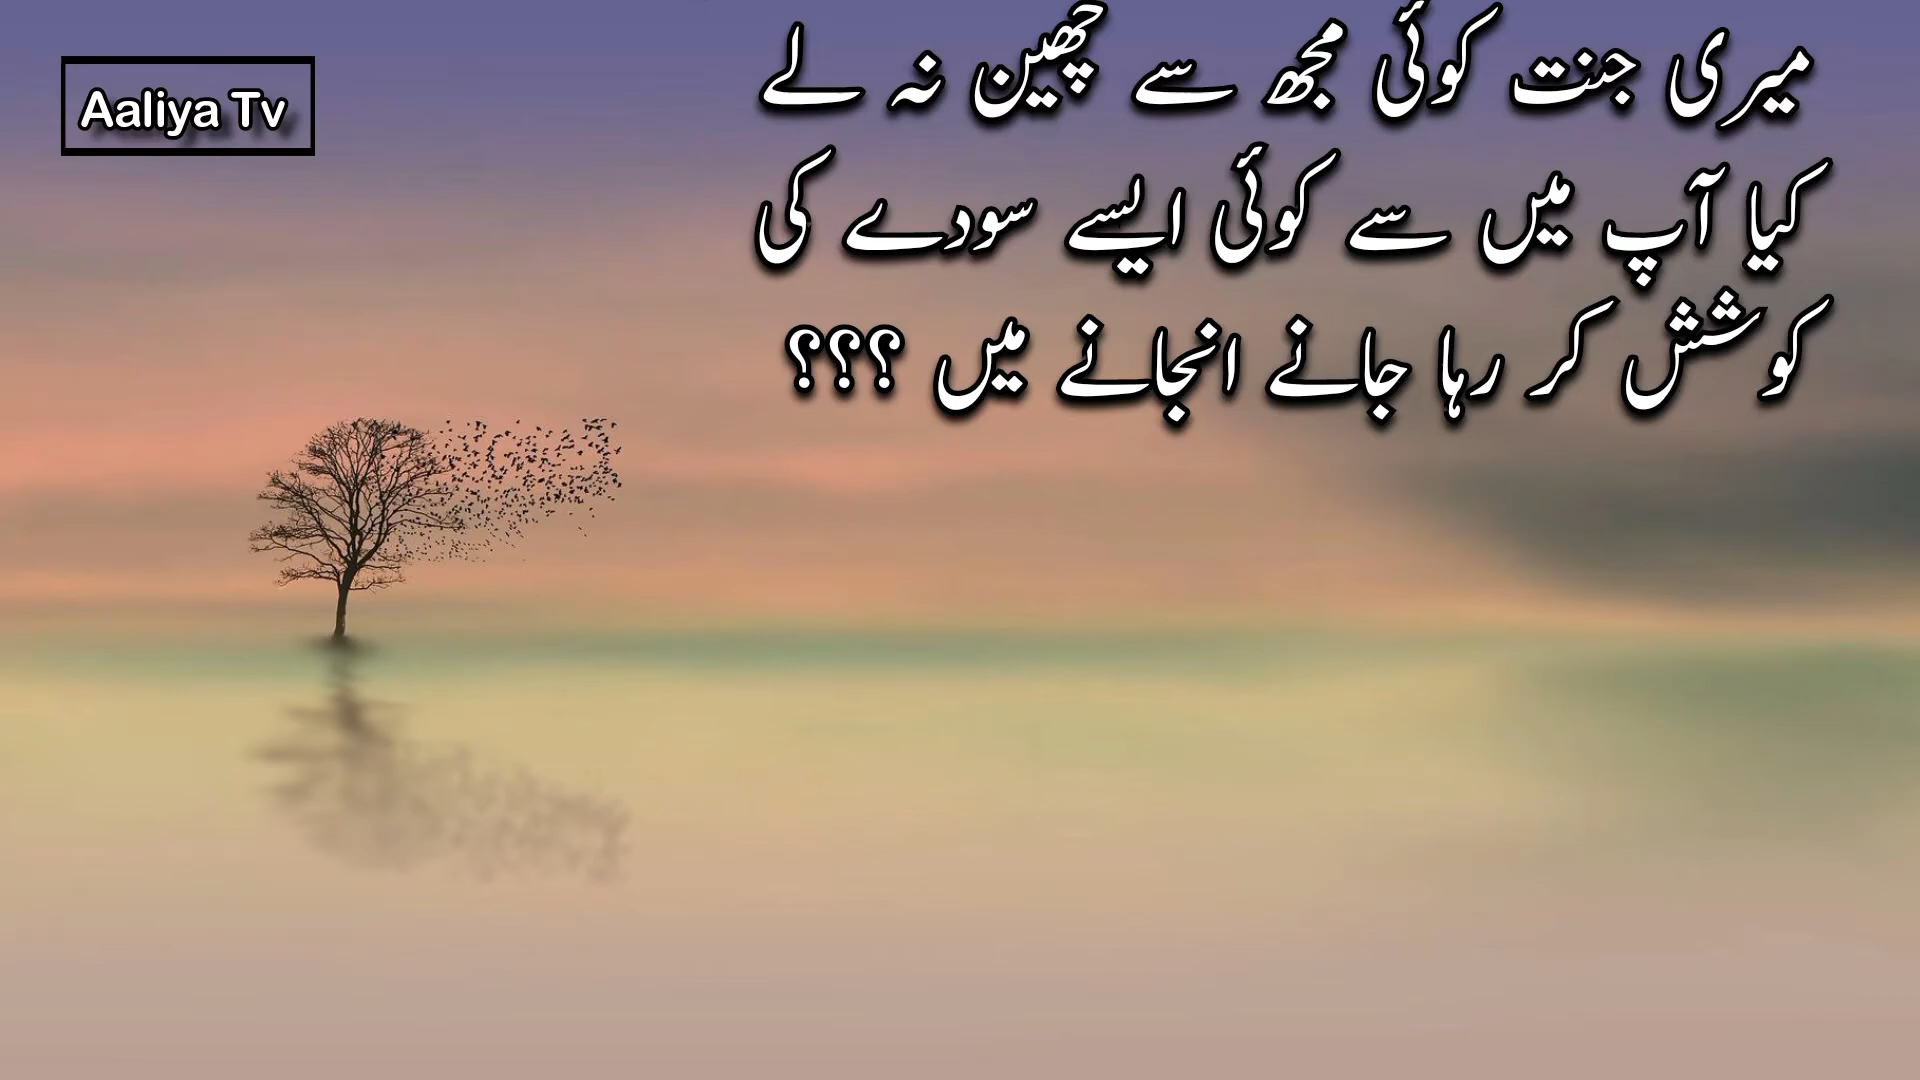 Aaliya Tv
میری جنت کوئی مجھ سے چھین نہ لے
کیا آپ میں سے کوئی ایسے سودے کی
کوشش کر رہا جانے انجانے میں ؟؟؟